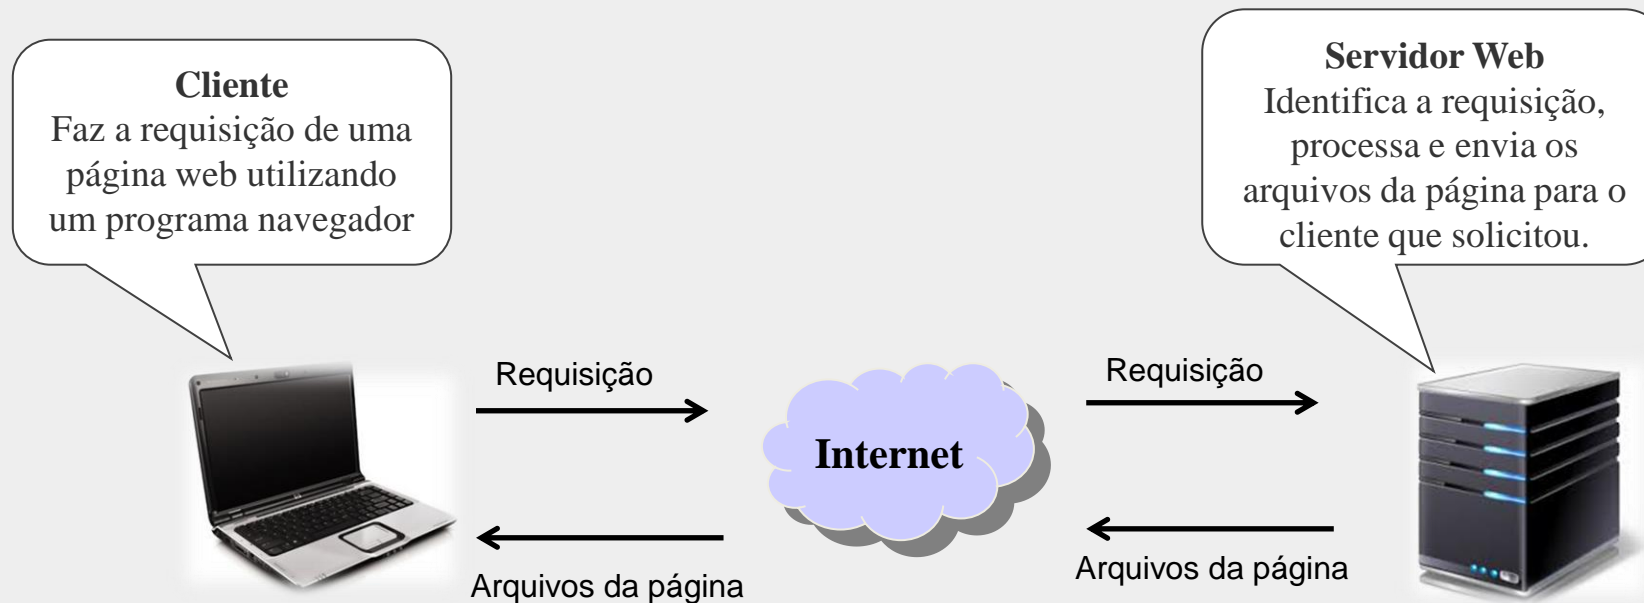 Cliente
Faz a requisição de uma
página web utilizando
um programa navegador
Servidor Web
Identifica a requisição,
processa e envia os
arquivos da página para o
cliente que solicitou.
Requisição
Requisição
Internet
Arquivos da página
Arquivos da página